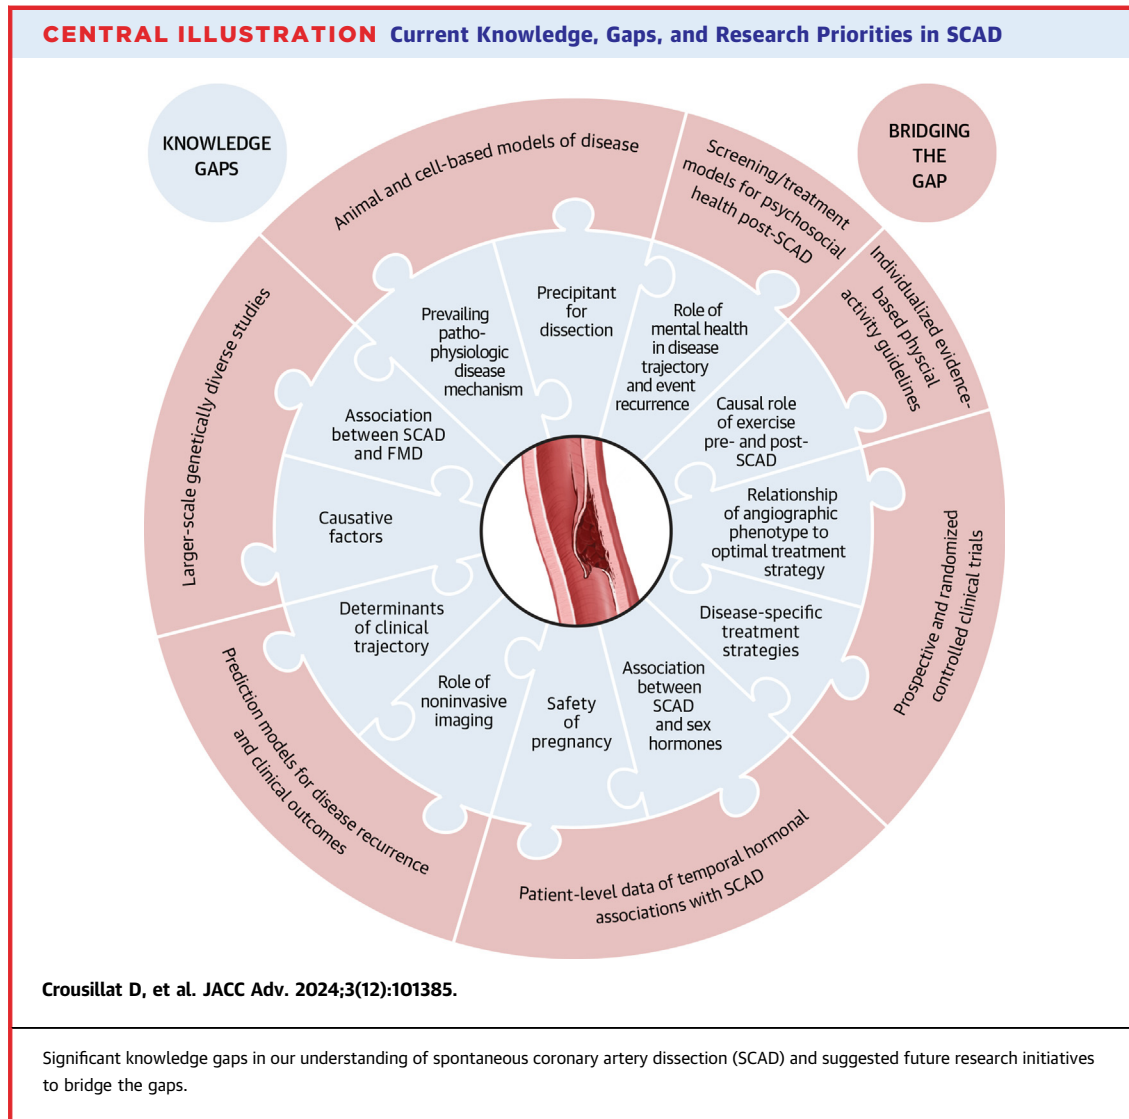 CENTRAL ILLUSTRATION Current Knowledge, Gaps, and Research Priorities in SCAD
KNOWLEDGE
GAPS
BRIDGING
THE
GAP
Animal and cell-based models of disease
Screening/treatment
models for psychosocial
health post-SCAD
Individualized evidence-
based physcial
activity guidelines
Prospective and randomized
controlled clinical trials
Patient-level data of temporal hormonal
associations with SCAD
Prediction models for disease recurrence
and clinical outcomes
Larger-scale genetically diverse studies
Precipitant
for
dissection
Role of
mental health
in disease
trajectory
and event
recurrence
Causal role
of exercise
pre- and post-
SCAD
Relationship
of angiographic
phenotype to
optimal treatment
strategy
Disease-specific
treatment
strategies
Association
between
SCAD
and sex
hormones
Safety
of
pregnancy
Role of
noninvasive
imaging
Determinants
of clinical
trajectory
Causative
factors
Association
between SCAD
and FMD
Prevailing
patho-
physiologic
disease
mechanism
Crousillat D, et al. JACC Adv. 2024;3(12):101385.
Significant knowledge gaps in our understanding of spontaneous coronary artery dissection (SCAD) and suggested future research initiatives
to bridge the gaps.